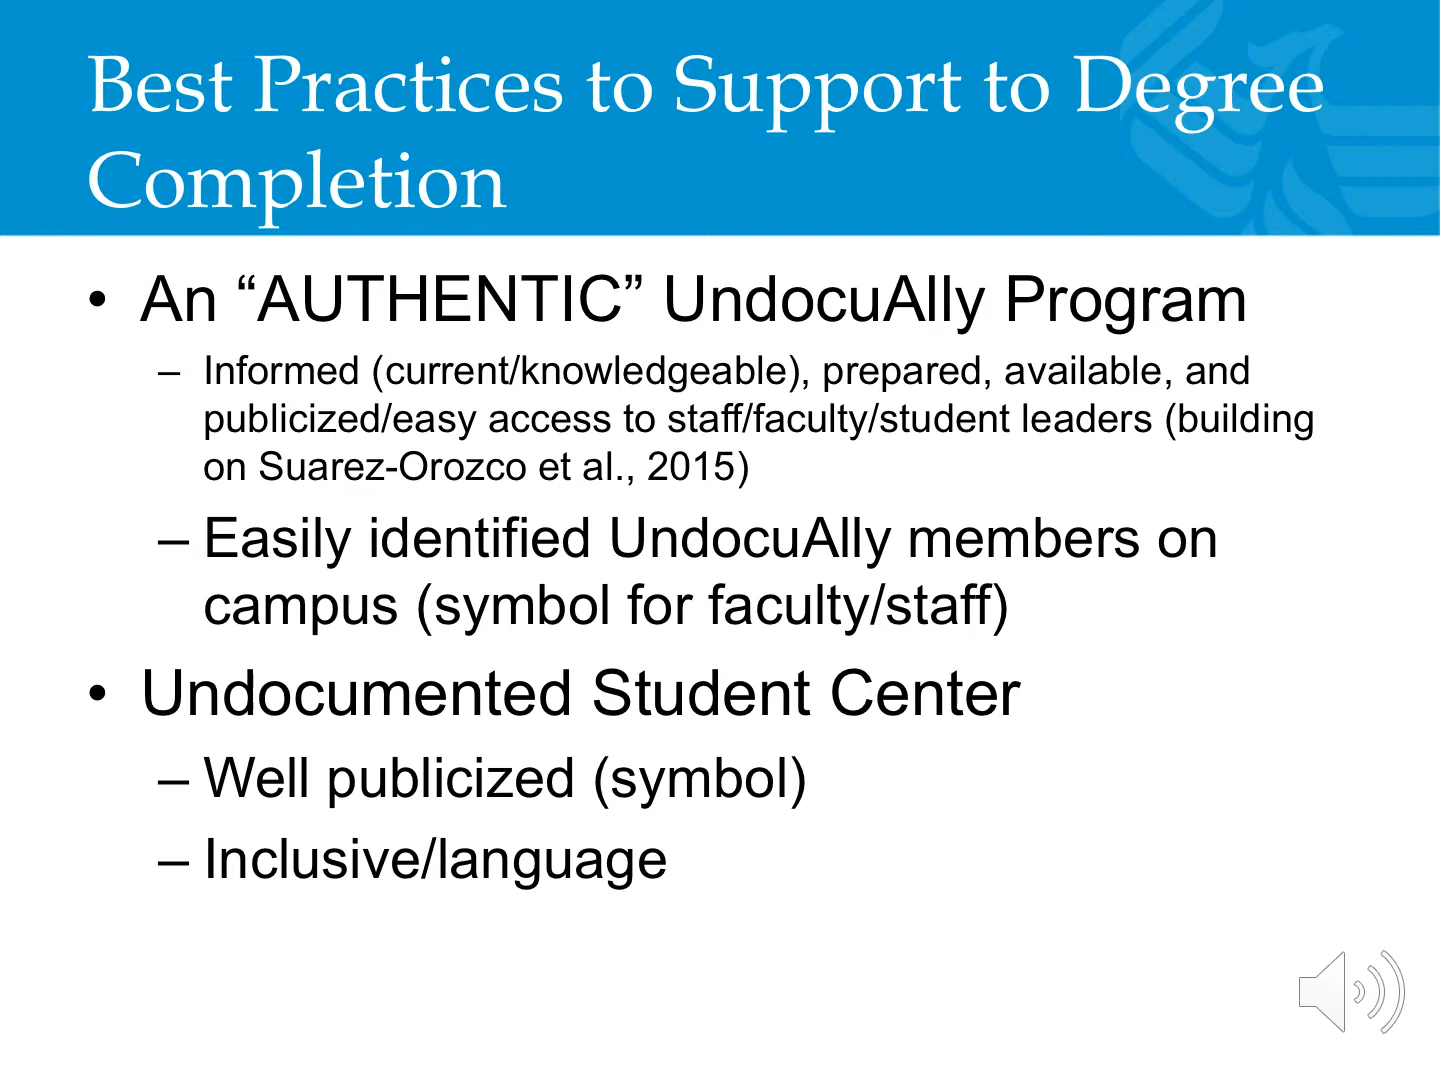 Best Practices to Support to Degree
Completion
• An “AUTHENTIC” UndocuAlly Program
– Informed (current/knowledgeable), prepared, available, and
publicized/easy access to staff/faculty/student leaders (building
on Suarez-Orozco et al., 2015)
– Easily identified UndocuAlly members on
campus (symbol for faculty/staff)
• Undocumented Student Center
– Well publicized (symbol)
– Inclusive/language